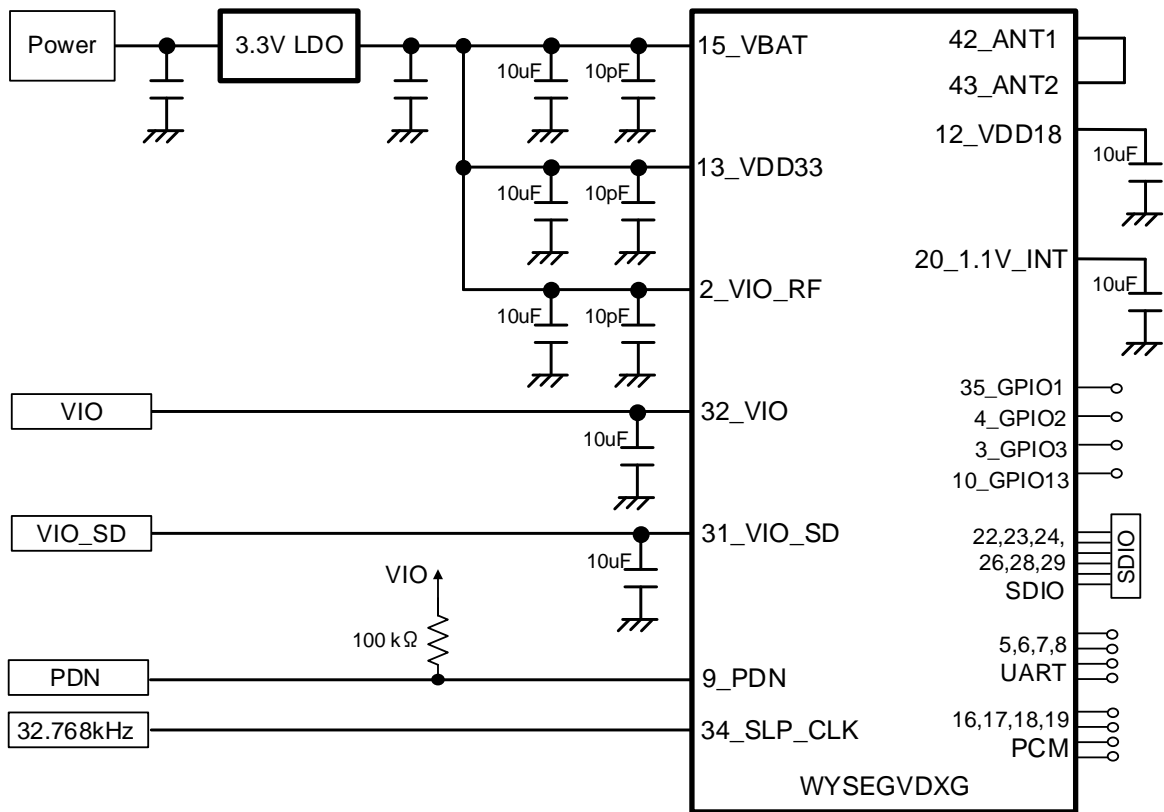 Power
3.3V LDO
15_VBAT
42_ANT1
43_ANT2
10uF
10pF
12_VDD18
10uF
13_VDD33
10uF
10pF
20_1.1V_INT
10uF
2_VIO_RF
10uF
10pF
35_GPIO1
4_GPIO2
3_GPIO3
10_GPIO13
VIO
32_VIO
10uF
VIO_SD
31_VIO_SD
10uF
22,23,24,
26,28,29
SDIO
SDIO
VIO
100 kΩ
5,6,7,8
UART
PDN
9_PDN
32.768kHz
34_SLP_CLK
16,17,18,19
PCM
WYSEGVDXG